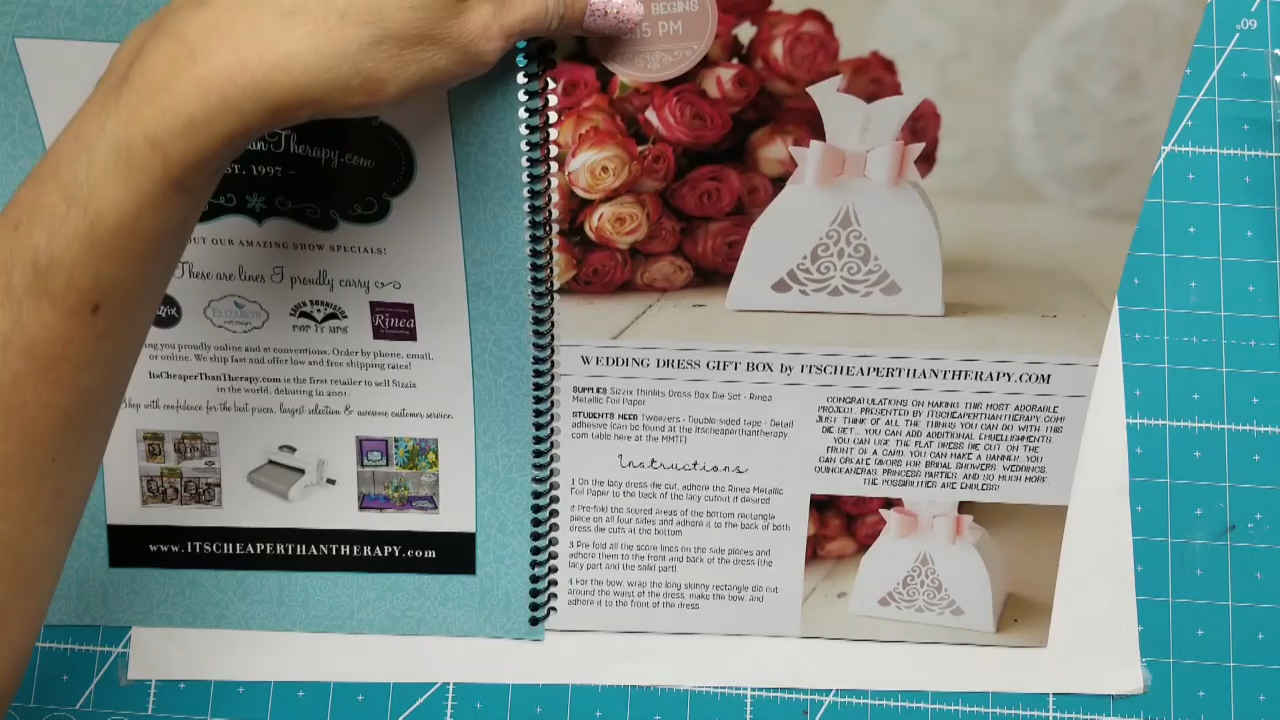 BEGINS
:15 PM
Therapy.com
ST. 1997 –
OUT OUR AMAZING SHOW SPECIALS!
These are lines I proudly carry
ELIZABETH
craft designs
Rinea
ng you proudly online and at conventions. Order by phone, email,
or online. We ship fast and offer low and free shipping rates!
ItsCheaperThanTherapy.com is the first retailer to sell Sizzix
in the world, debuting in 2001.
Shop with confidence for the best prices, largest selection & awesome customer service.
www.ITSCHEAPERTHANTHERAPY.com
WEDDING DRESS GIFT BOX by ITSCHEAPERTHANTHERAPY.COM
SUPPLIES Sizzix Thinlits Dress Box Die Set • Rinea
Metallic Foil Paper
STUDENTS NEED Tweezers • Double-sided tape • Detail
adhesive (can be found at the itscheaperthantherapy
.com table here at the MMTE)
Instructions
1 On the lacy dress die cut, adhere the Rinea Metallic
Foil Paper to the back of the lacy cutout if desired
2 Pre-fold the scored areas of the bottom rectangle
piece on all four sides and adhere it to the back of both
dress die cuts at the bottom
3 Pre fold all the score lines on the side pieces and
adhere them to the front and back of the dress (the
lacy part and the solid part)
4 For the bow, wrap the long skinny rectangle die cut
around the waist of the dress, make the bow, and
adhere it to the front of the dress
CONGRATULATIONS ON MAKING THIS MOST ADORABLE
PROJECT, PRESENTED BY ITSCHEAPERTHANTHERAPY.COM!
JUST THINK OF ALL THE THINGS YOU CAN DO WITH THIS
DIE SET... YOU CAN ADD ADDITIONAL EMBELLISHMENTS,
YOU CAN USE THE FLAT DRESS DIE CUT ON THE
FRONT OF A CARD, YOU CAN MAKE A BANNER, YOU
CAN CREATE FAVORS FOR BRIDAL SHOWERS, WEDDINGS,
QUINCEANERAS, PRINCESS PARTIES, AND SO MUCH MORE.
THE POSSIBILITIES ARE ENDLESS!
60°